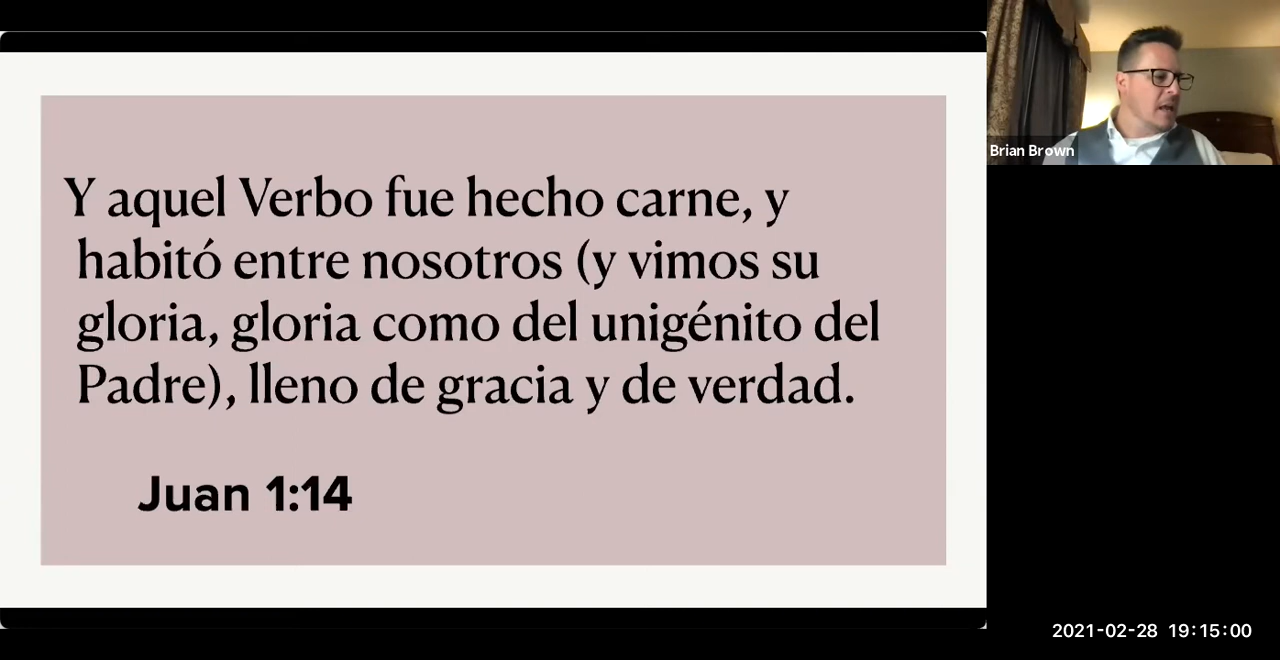 Y aquel Verbo fue hecho carne, y
habitó entre nosotros (y vimos su
gloria, gloria como del unigénito del
Padre), lleno de gracia y de verdad.
Juan 1:14
Brian Brown
2021-02-28 19:15:00